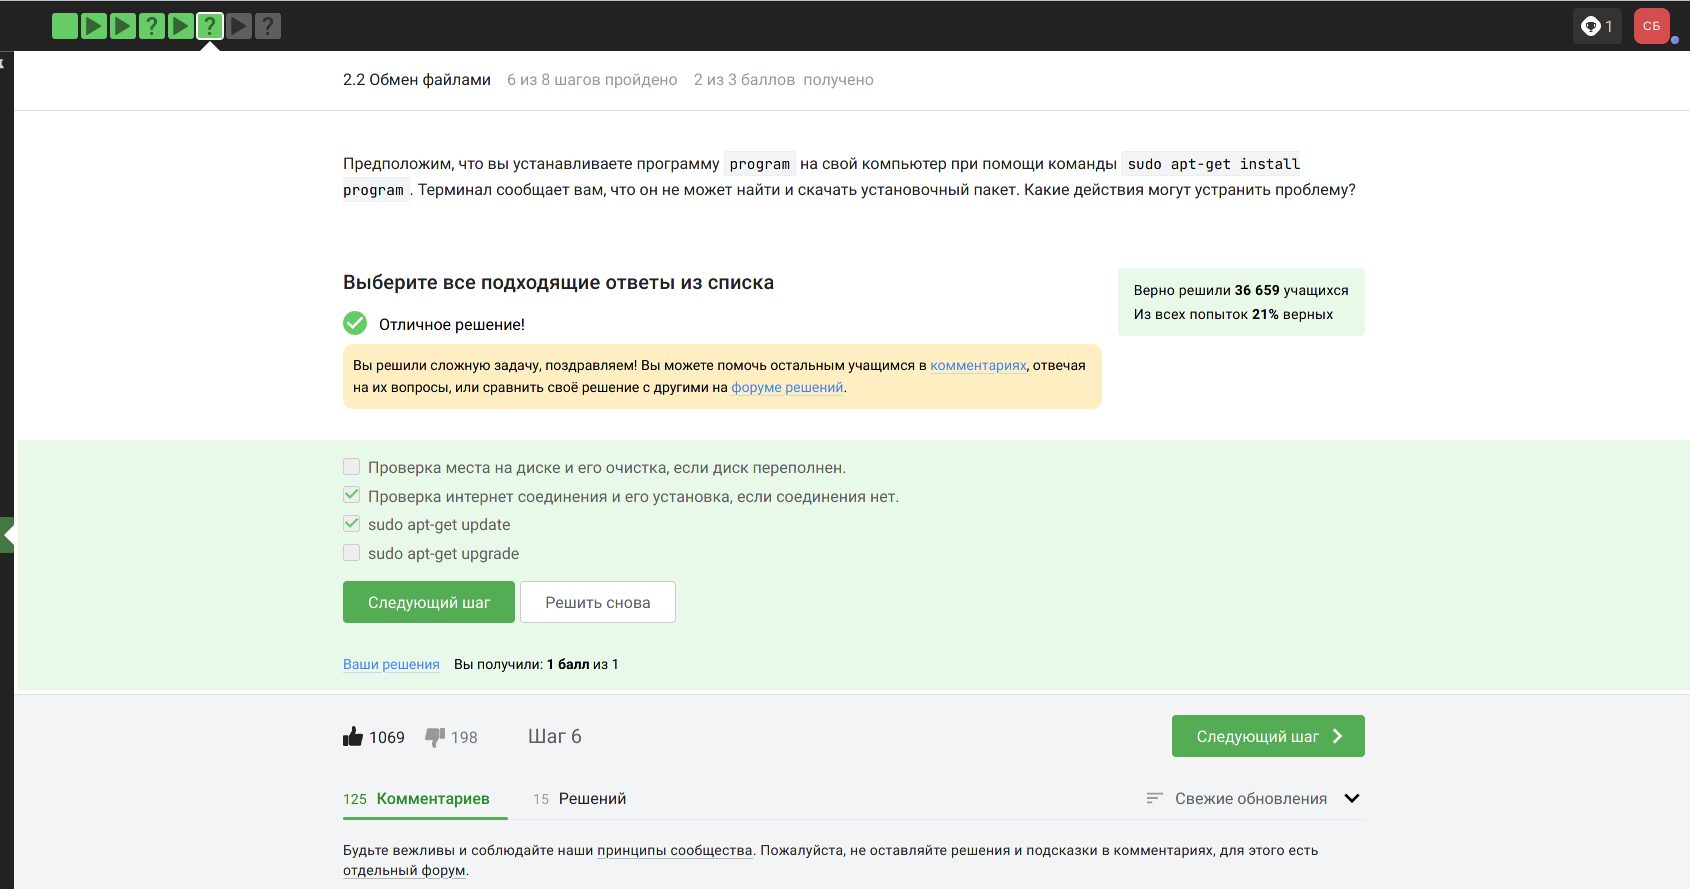 ? ? ?
1
СБ
2.2 Обмен файлами 6 из 8 шагов пройдено 2 из 3 баллов получено
Предположим, что вы устанавливаете программу program на свой компьютер при помощи команды sudo apt-get install
program. Терминал сообщает вам, что он не может найти и скачать установочный пакет. Какие действия могут устранить проблему?
Выберите все подходящие ответы из списка
Верно решили 36 659 учащихся
Из всех попыток 21% верных
Отличное решение!
Вы решили сложную задачу, поздравляем! Вы можете помочь остальным учащимся в комментариях, отвечая
на их вопросы, или сравнить своё решение с другими на форуме решений.
Проверка места на диске и его очистка, если диск переполнен.
Проверка интернет соединения и его установка, если соединения нет.
sudo apt-get update
sudo apt-get upgrade
Следующий шаг Решить снова
Ваши решения Вы получили: 1 балл из 1
1069 198 Шаг 6 Следующий шаг
125 Комментариев 15 Решений Свежие обновления
Будьте вежливы и соблюдайте наши принципы сообщества. Пожалуйста, не оставляйте решения и подсказки в комментариях, для этого есть
отдельный форум.